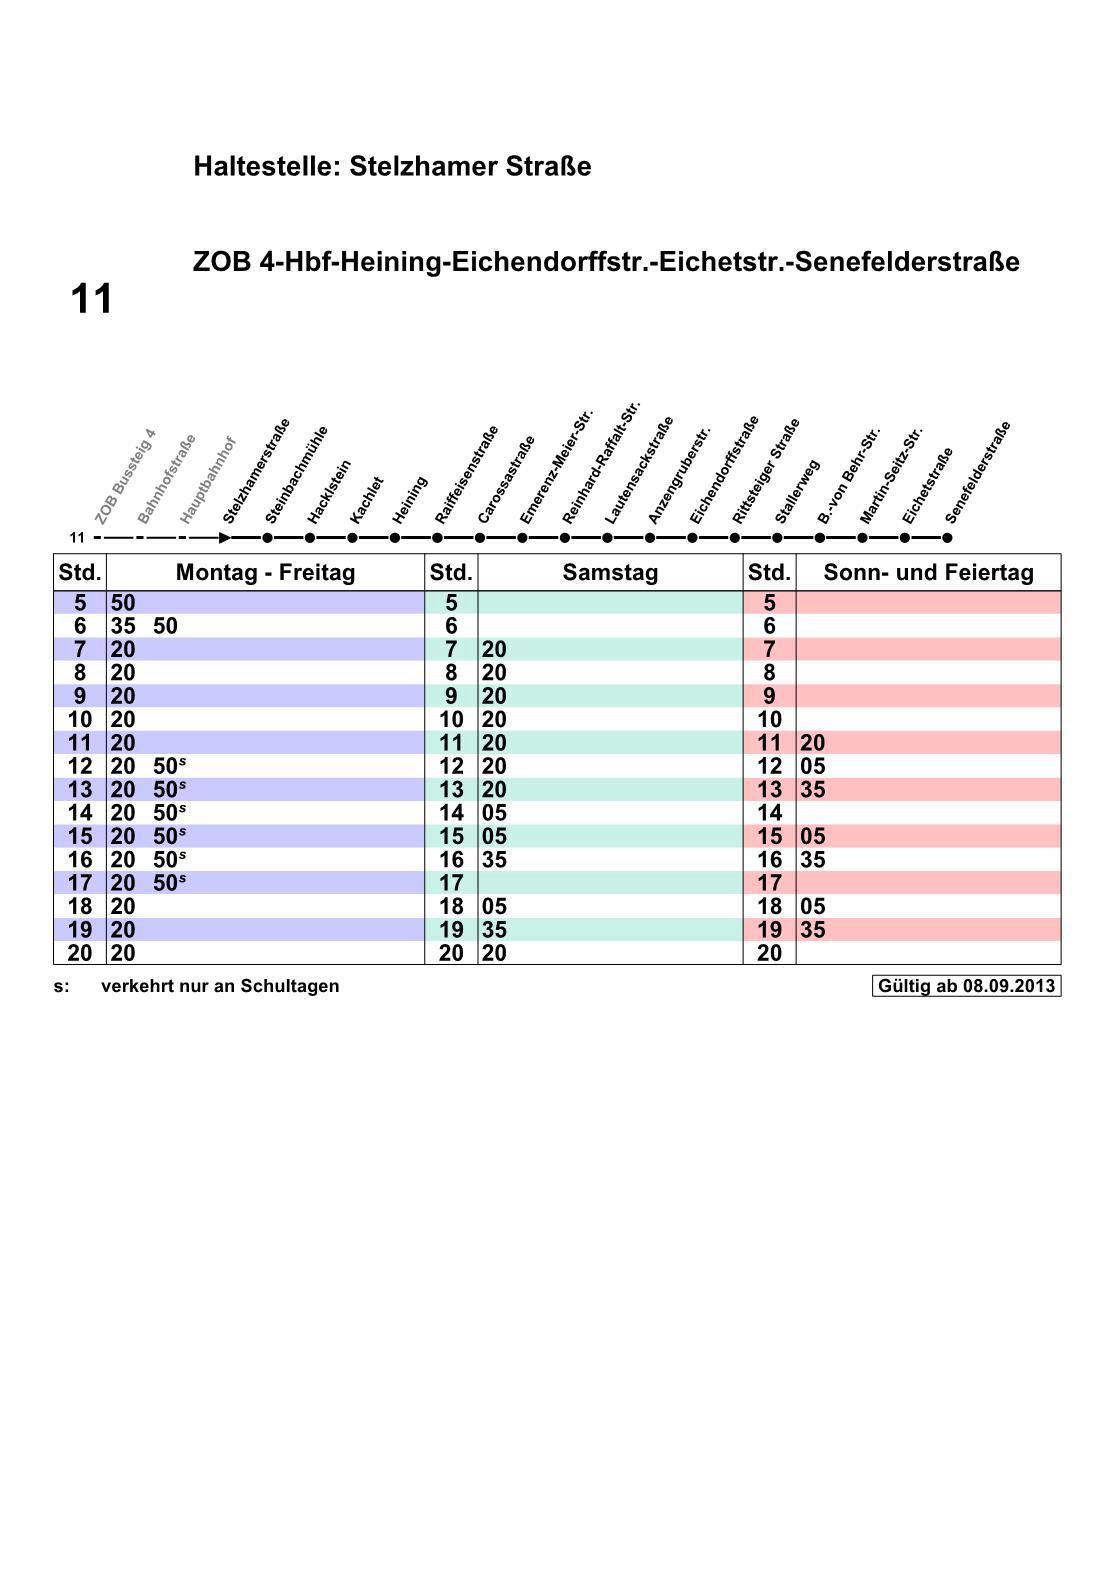 Haltestelle: Stelzhamer Straße
ZOB 4-Hbf-Heining-Eichendorffstr.-Eichetstr.-Senefelderstraße
11
ZOB Bussteig 4
Bahnhofstraße
Hauptbahnhof
Stelzhamerstraße
Steinbachmühle
Hacklstein
Kachlet
Heining
Raiffeisenstraße
Carossastraße
Emerenz-Meier-Str.
Reinhard-Raffalt-Str.
Lautensackstraße
Anzengruberstr.
Eichendorffstraße
Rittsteiger Straße
Stallerweg
B.-von Behr-Str.
Martin-Seitz-Str.
Eichetstraße
Senefelderstraße
11
Std. Montag - Freitag Std. Samstag Std. Sonn- und Feiertag
5 50 5 5
6 35 50 6 6
7 20 7 20 7
8 20 8 20 8
9 20 9 20 9
10 20 10 20 10
11 20 11 20 11 20
12 20 50s 12 20 12 05
13 20 50s 13 20 13 35
14 20 50s 14 05 14
15 20 50s 15 05 15 05
16 20 50s 16 35 16 35
17 20 50s 17 17
18 20 18 05 18 05
19 20 19 35 19 35
20 20 20 20 20
s: verkehrt nur an Schultagen Gültig ab 08.09.2013